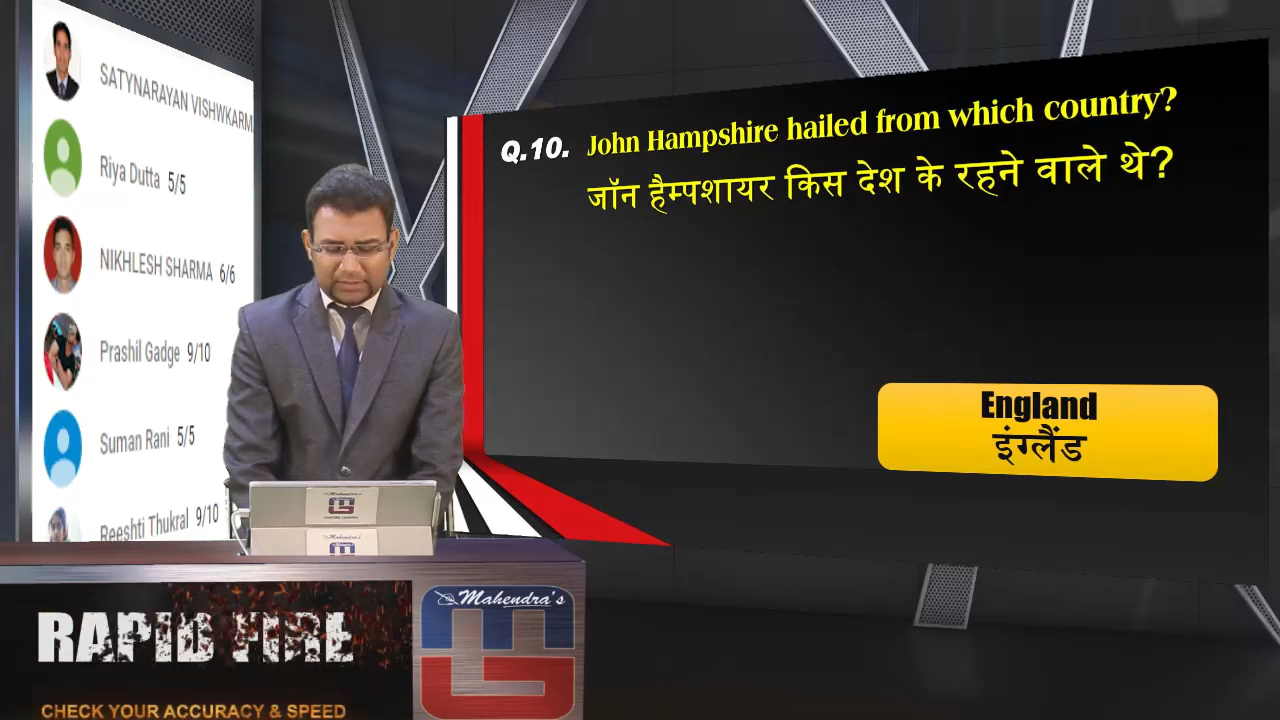 SATYNARAYAN VISHWKARM
Riya Dutta 5/5
NIKHLESH SHARMA 6/6
Prashil Gadge 9/10
Suman Rani 5/5
Reeshti Thukral 9/10
Q.10. John Hampshire hailed from which country?
जॉन हैम्पशायर किस देश के रहने वाले थे?
England
इंग्लैंड
Mahendra's
Mahendra's
RAPID FIRE
CHECK YOUR ACCURACY & SPEED
Mahendra's